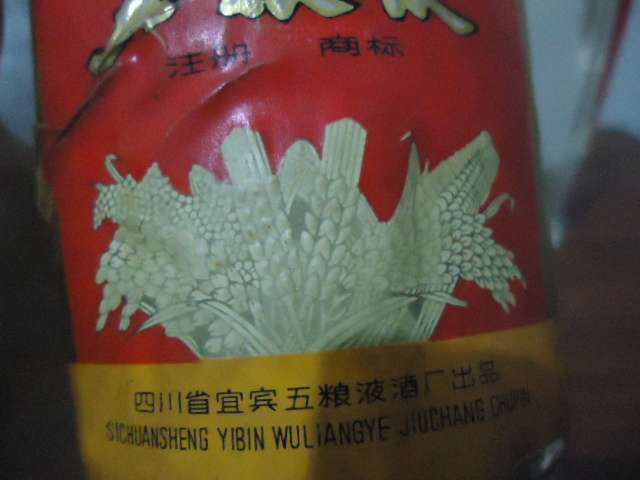 注册 商标
四川省宜宾五粮液酒厂出品
SICHUANSHENG YIBIN WULIANGYE JIUCHANG CHUPIN